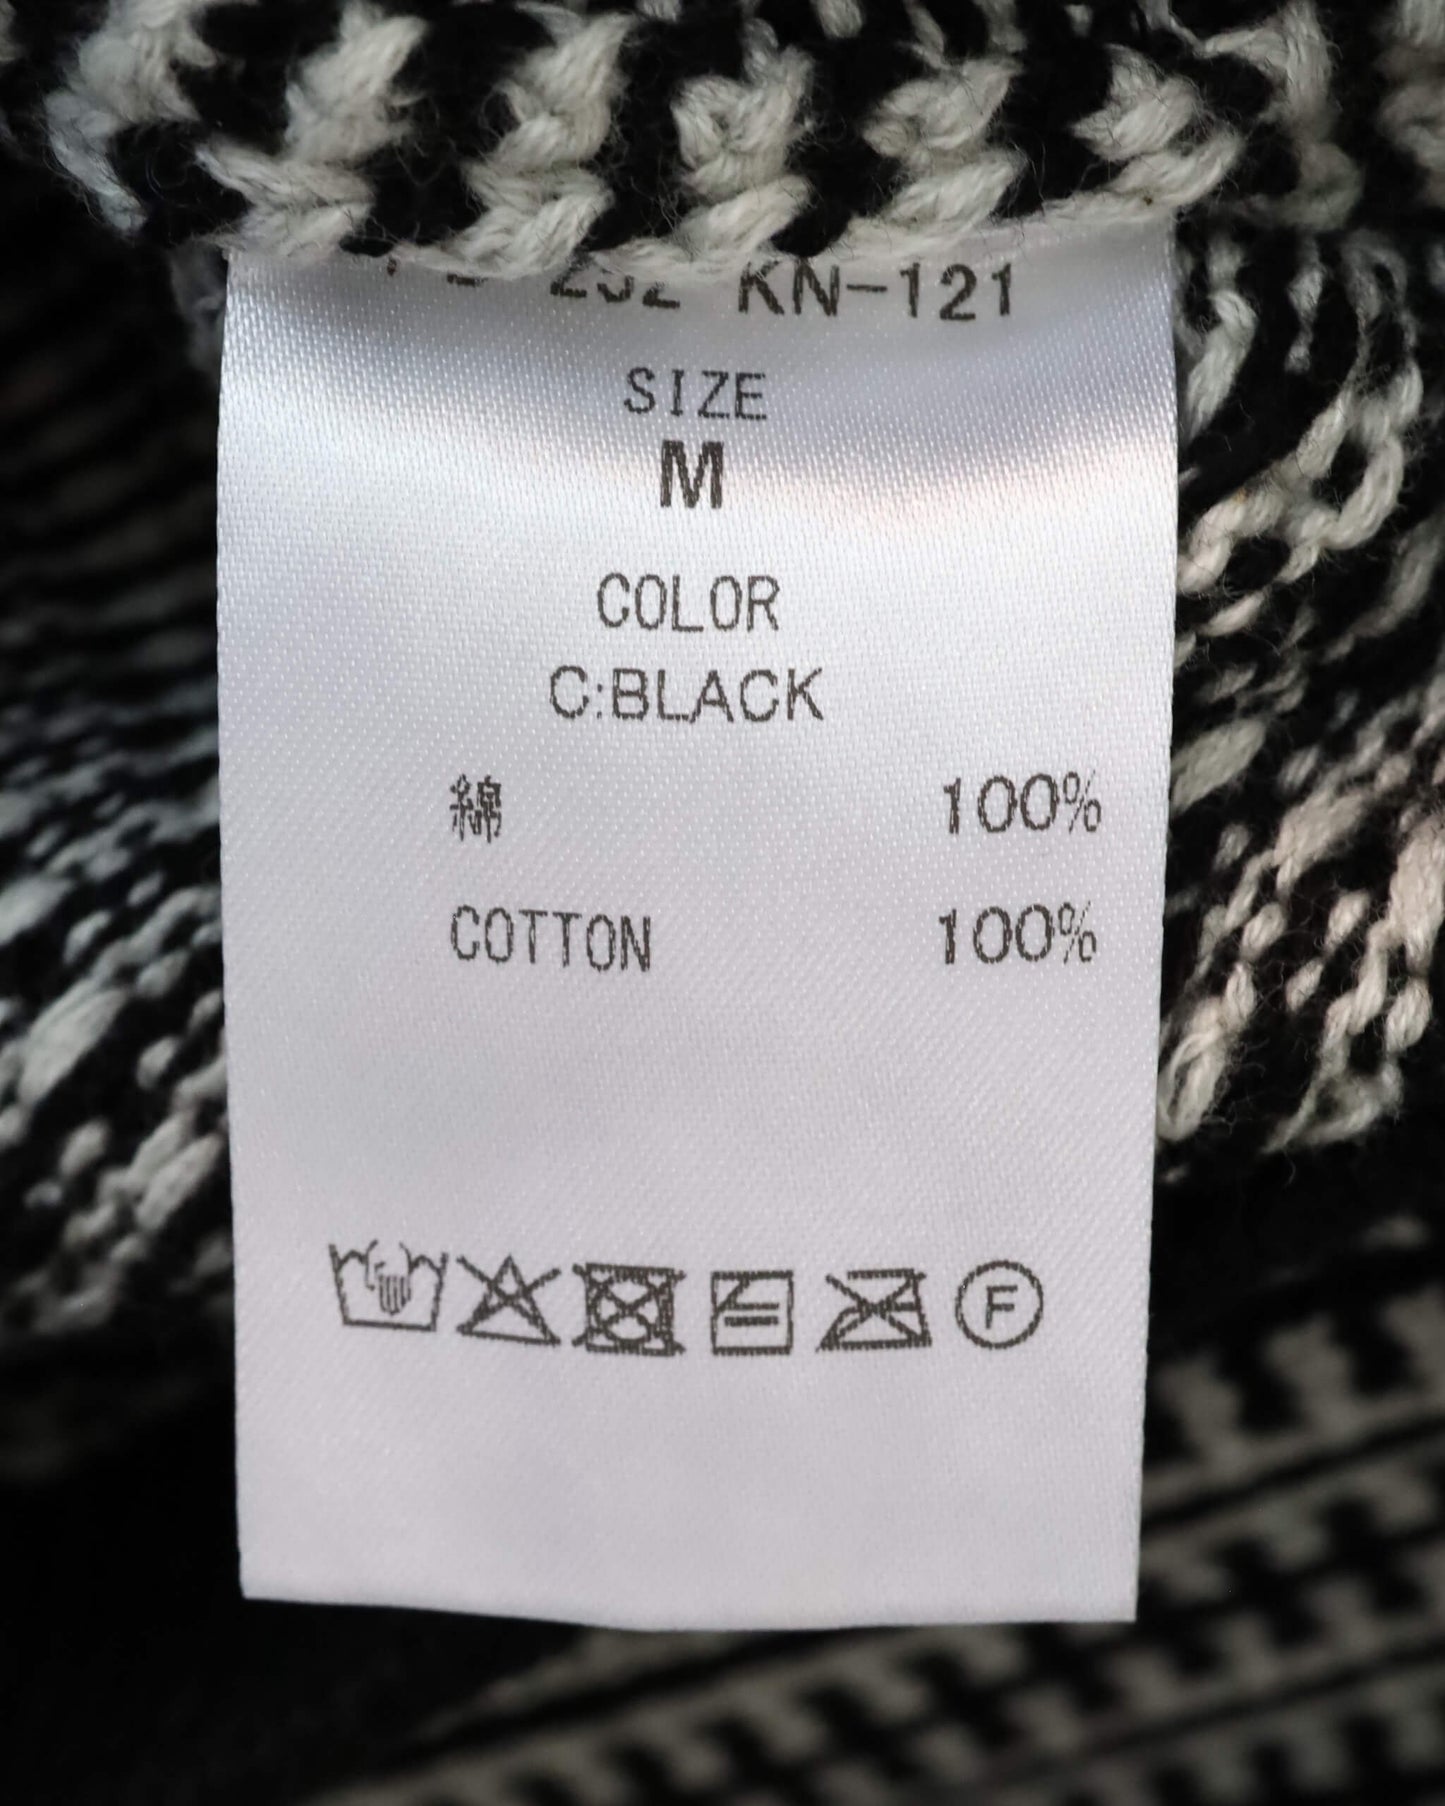 KN-121
SIZE
M
COLOR
C:BLACK
綿 100%
COTTON 100%
F